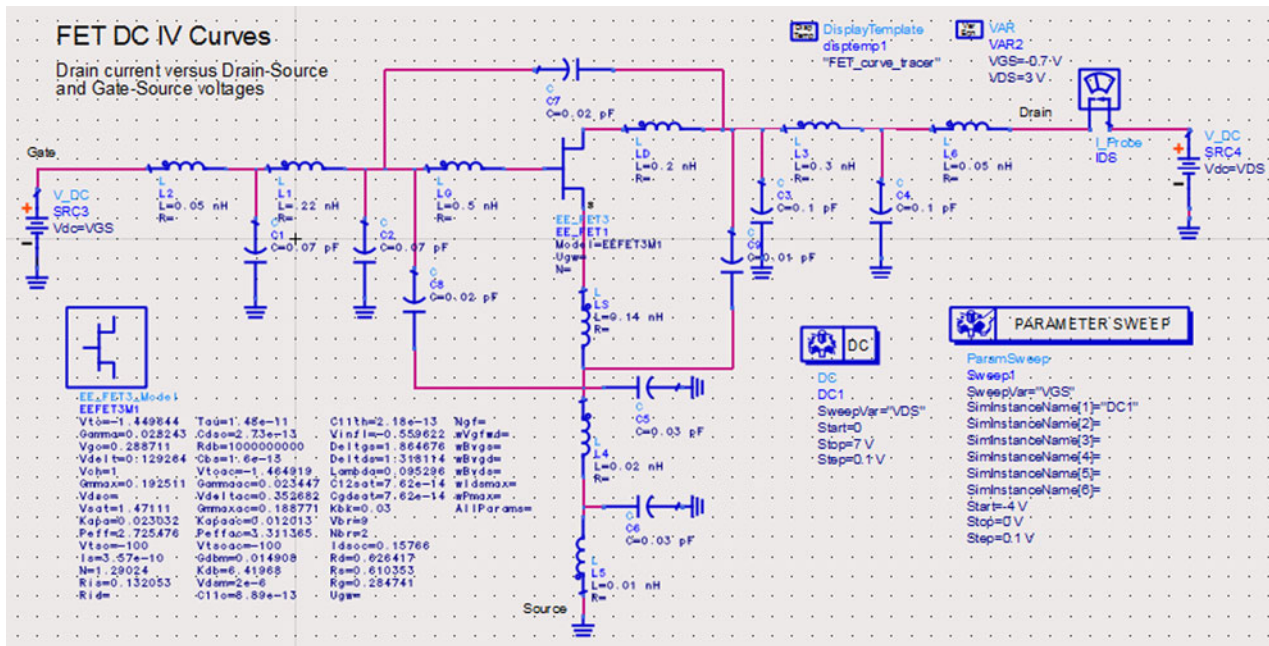 FET DC IV Curves
Drain current versus Drain-Source
and Gate-Source voltages
DisplayTemplate
disptemp1
"FET_curve_tracer"
VAR
VAR2
VGS=-0.7 V
VDS=3 V
C
C7
C=0.02 pF
Gate
V_DC
SRC3
Vdc=VGS
L
L2
L=0.05 nH
R=
L
L1
L=.22 nH
R=
L
LG
L=0.5 nH
R=
L
LD
L=0.2 nH
R=
L
L3
L=0.3 nH
R=
L
L6
L=0.05 nH
R=
Drain
I_Probe
IDS
V_DC
SRC4
Vdc=VDS
C
C1
C=0.07 pF
C
C2
C=0.07 pF
C
C8
C=0.02 pF
s
EE_FET3
EE_FET1
Model=EEFET3M1
Ugw=
N=
C
C3
C=0.1 pF
C
C4
C=0.1 pF
C
C9
C=0.01 pF
L
LS
L=0.14 nH
R=
C
C5
C=0.03 pF
L
L4
L=0.02 nH
R=
C
C6
C=0.03 pF
L
L5
L=0.01 nH
R=
Source
DC
DC
DC1
SweepVar="VDS"
Start=0
Stop=7 V
Step=0.1 V
PARAMETER SWEEP
ParamSweep
Sweep1
SweepVar="VGS"
SimInstanceName[1]="DC1"
SimInstanceName[2]=
SimInstanceName[3]=
SimInstanceName[4]=
SimInstanceName[5]=
SimInstanceName[6]=
Start=-4 V
Stop=0 V
Step=0.1 V
EE_FET3_Model
EEFET3M1
Vto=-1.449844
Gamma=0.028243
Vgo=0.288711
Vdelt=0.129264
Vch=1
Gmmax=0.192511
Vdso=
Vsat=1.47111
Kapa=0.023032
Peff=2.725476
Vtso=-100
Is=3.57e-10
N=1.29024
Ris=0.132053
Rid=
Tau=1.48e-11
Cdso=2.73e-13
Rdb=1000000000
Cbs=1.6e-13
Vtoac=-1.464919
Gammaac=0.023447
Vdeltac=0.352682
Gmmaxac=0.188771
Kapaac=0.012013
Peffac=3.311365
Vtsoac=-100
Gdbm=0.014908
Kdb=6.41968
Vdsm=2e-6
C11o=8.89e-13
C11th=2.18e-13
Vinfl=-0.559622
Deltgs=1.864676
Deltds=1.318114
Lambda=0.095296
C12sat=7.62e-14
Cgdsat=7.62e-14
Kbk=0.03
Vbr=9
Nbr=2
Idsoc=0.15766
Rd=0.626417
Rs=0.610353
Rg=0.284741
Ugw=
Ngf=
wVgfwd=
wBvgs=
wBvgd=
wBvds=
wIdsmax=
wPmax=
AllParams=